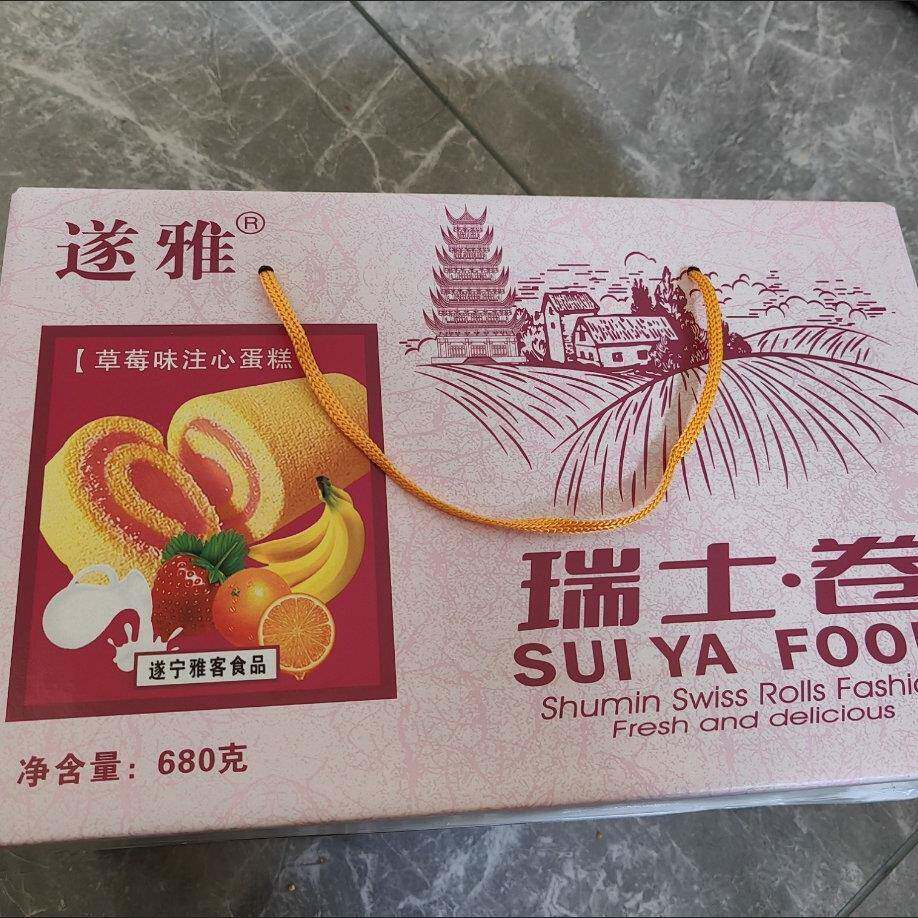 遂雅®
【草莓味注心蛋糕
遂宁雅客食品
净含量：680克
瑞士·卷
SUI YA FOO
Shumin Swiss Rolls Fashi
Fresh and delicious